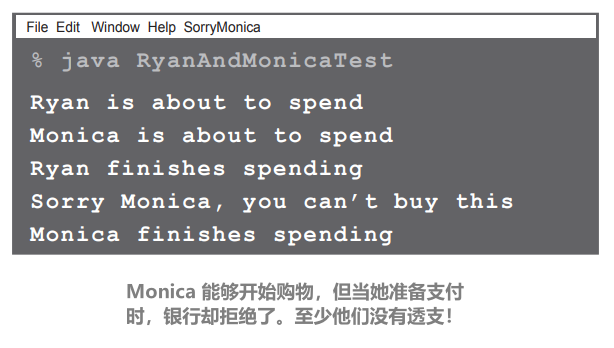 File Edit Window Help SorryMonica
% java RyanAndMonicaTest
Ryan is about to spend
Monica is about to spend
Ryan finishes spending
Sorry Monica, you can’t buy this
Monica finishes spending
Monica 能够开始购物，但当她准备支付
时，银行却拒绝了。至少他们没有透支！